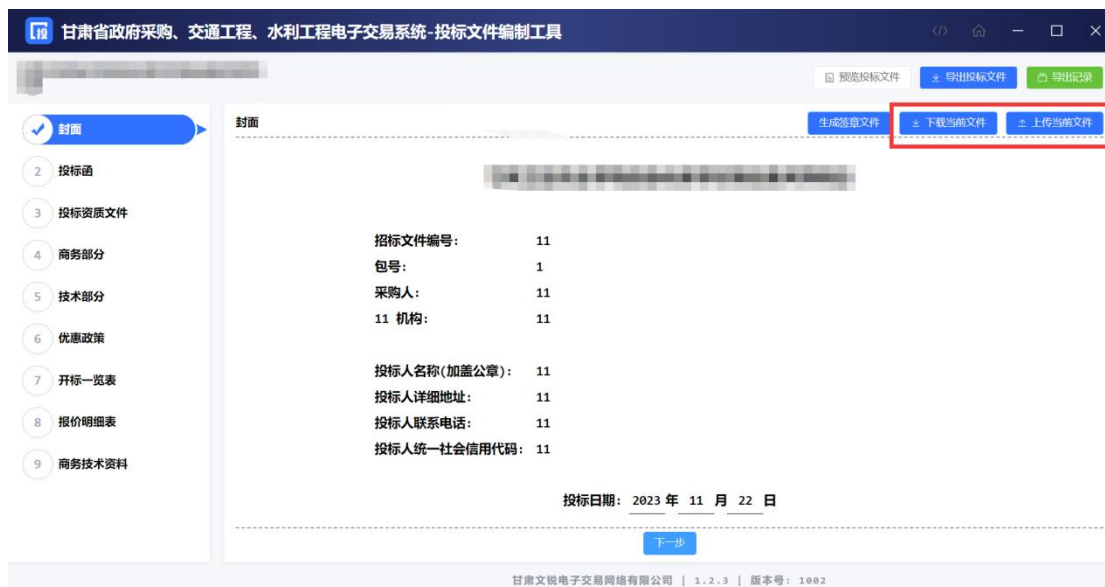 投 甘肃省政府采购、交通工程、水利工程电子交易系统-投标文件编制工具
预览投标文件 导出投标文件 导出记录
封面
2 投标函
3 投标资质文件
4 商务部分
5 技术部分
6 优惠政策
7 开标一览表
8 报价明细表
9 商务技术资料
封面 生成签章文件 下载当前文件 上传当前文件
招标文件编号: 11
包号: 1
采购人: 11
11 机构: 11
投标人名称(加盖公章): 11
投标人详细地址: 11
投标人联系电话: 11
投标人统一社会信用代码: 11
投标日期: 2023 年 11 月 22 日
下一步
甘肃文锐电子交易网络有限公司 | 1.2.3 | 版本号: 1002